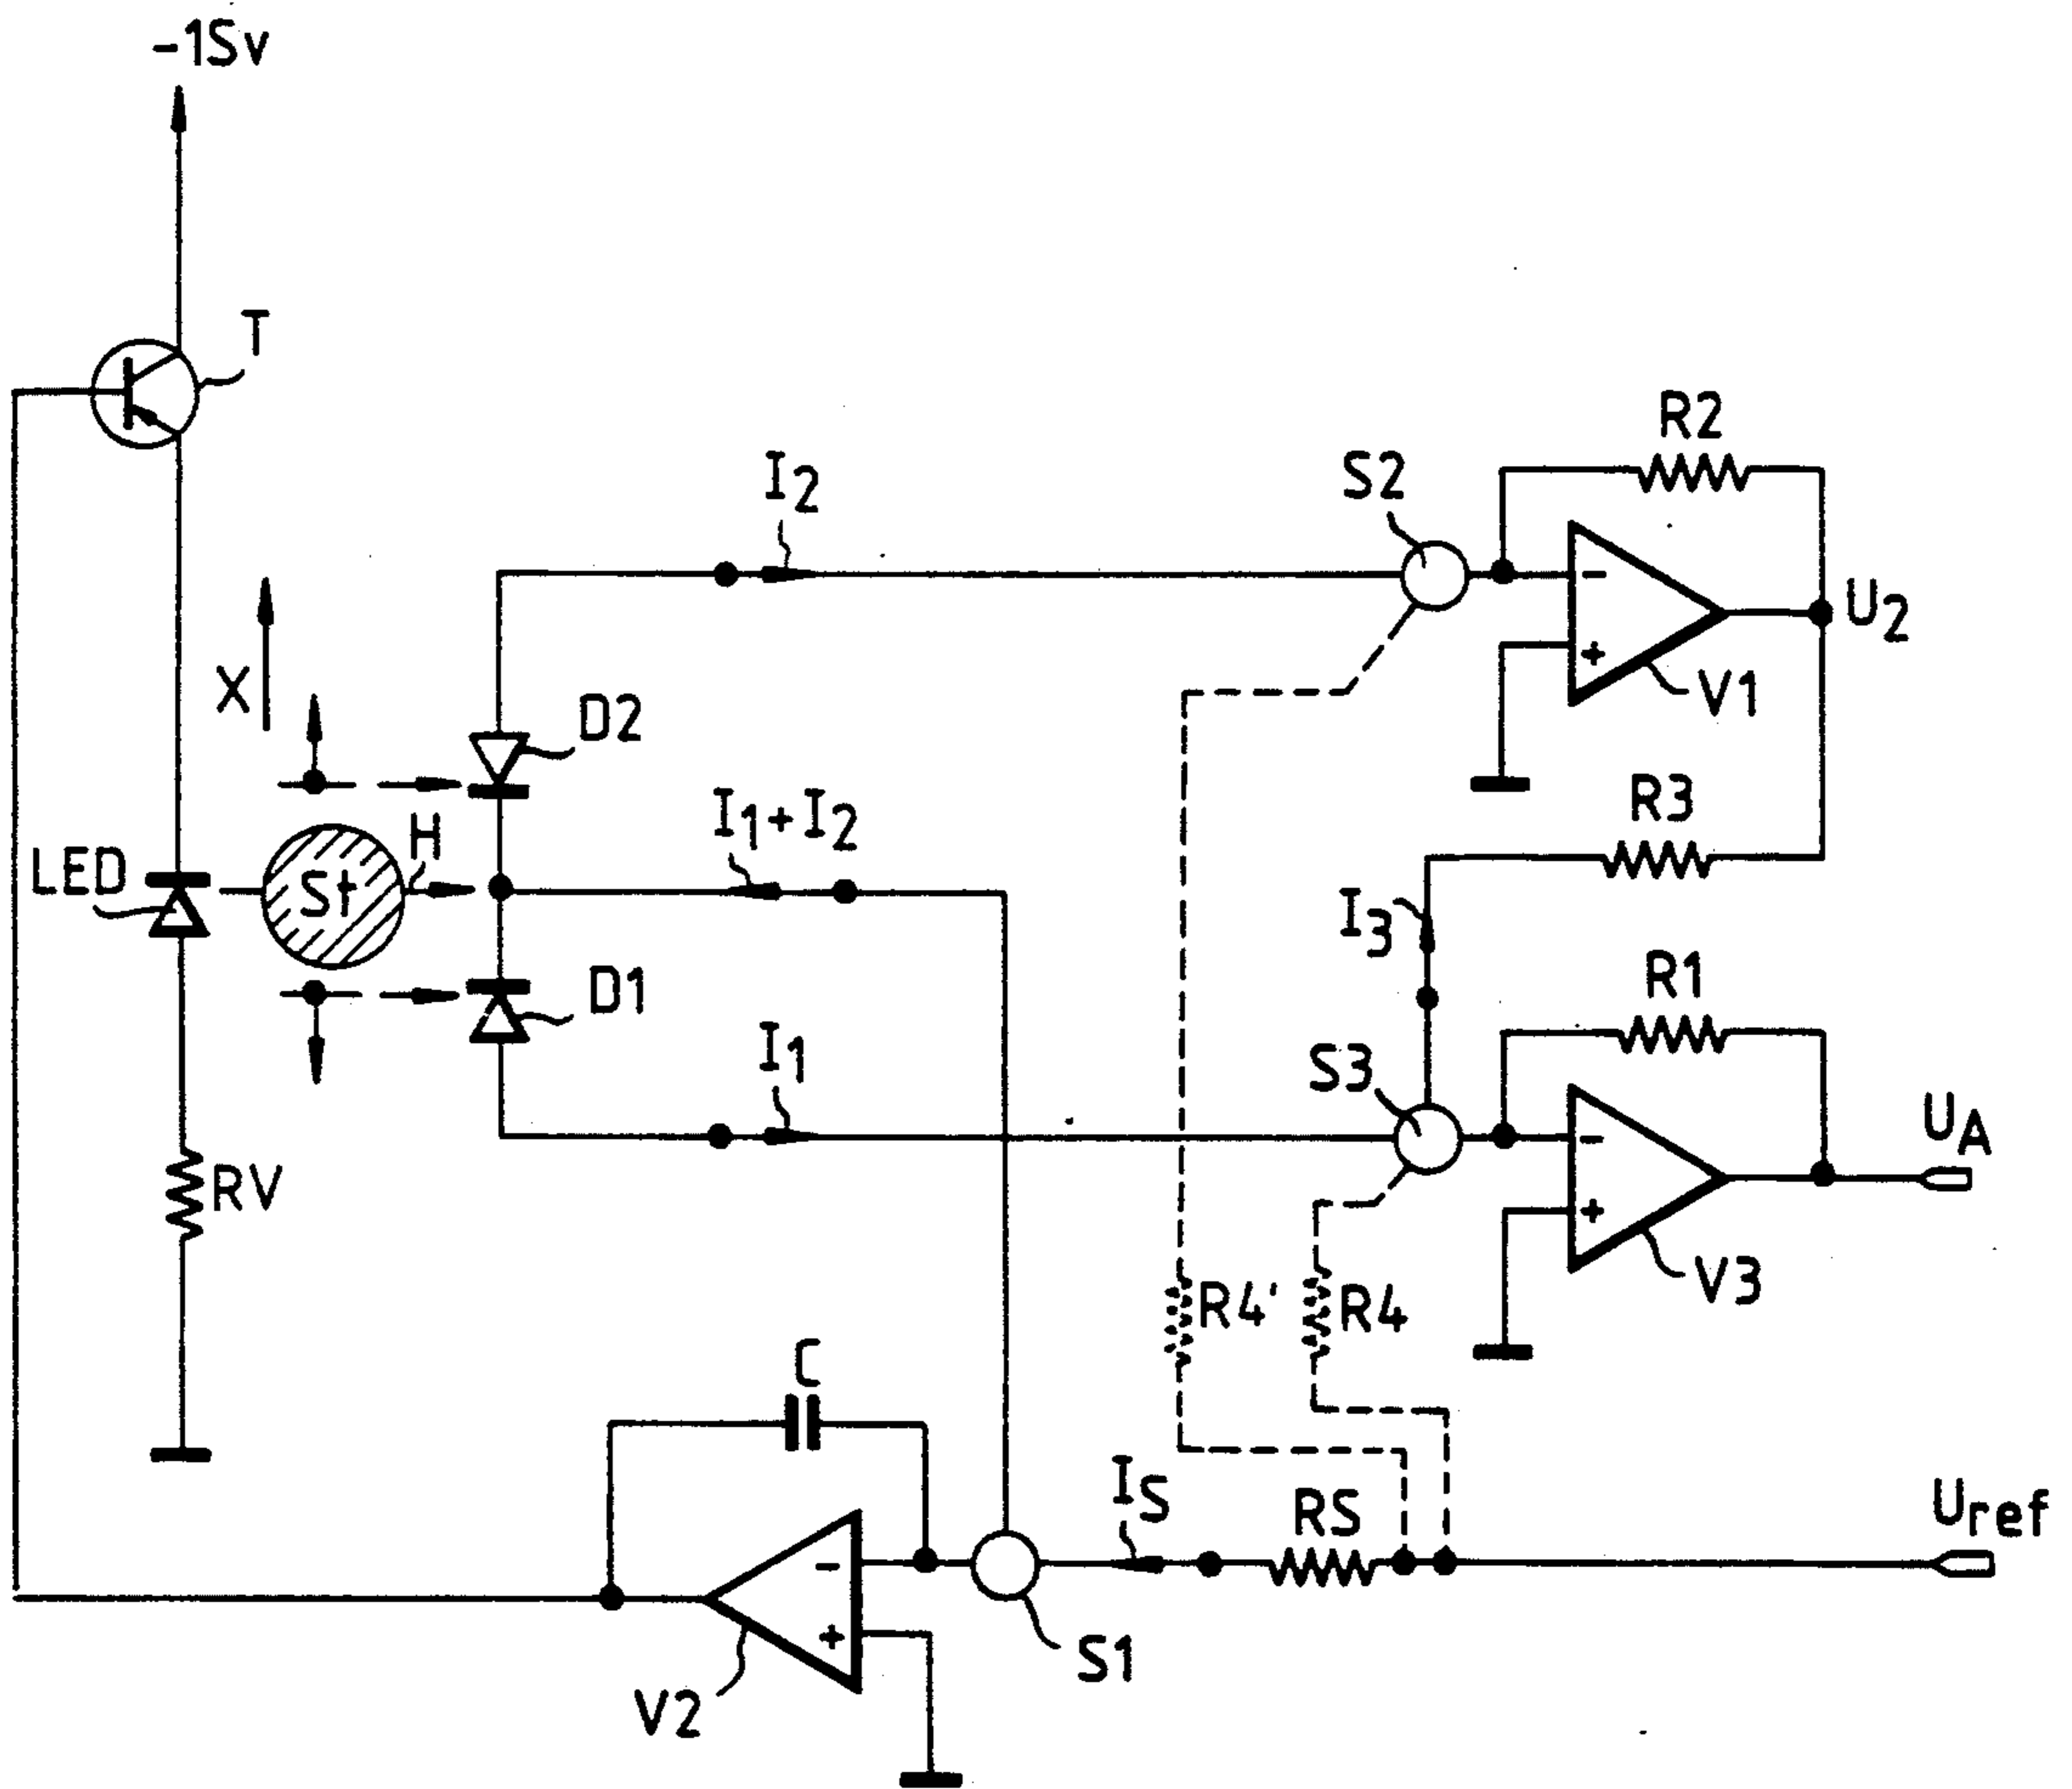 -15v
T
R2
I2
S2
U2
X
D2
V1
I1+I2
R3
H
LED
St
I3
D1
R1
I1
S3
UA
RV
R4'
R4
V3
C
IS
RS
Uref
S1
V2
-
+
-
+
-
+